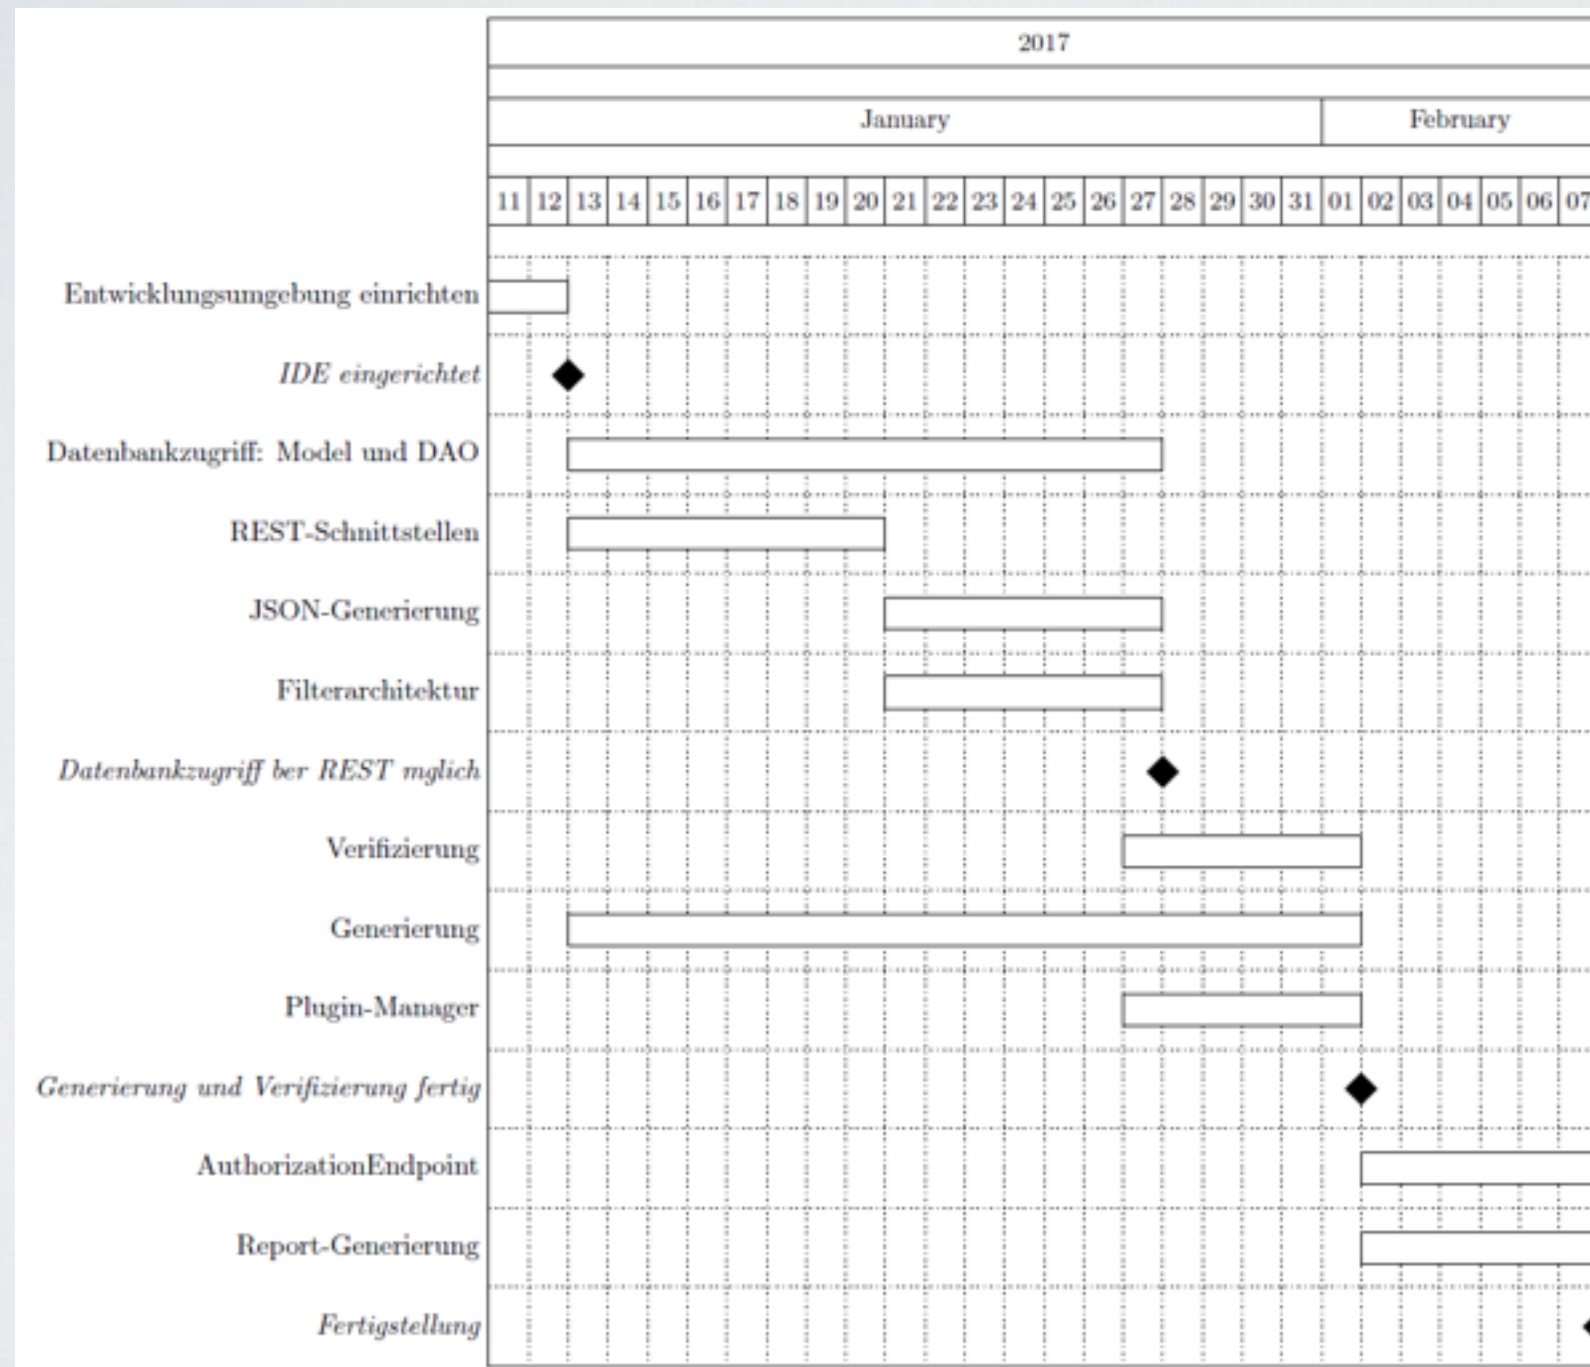 2017
January February
11 12 13 14 15 16 17 18 19 20 21 22 23 24 25 26 27 28 29 30 31 01 02 03 04 05 06 07
Entwicklungsumgebung einrichten
IDE eingerichtet
Datenbankzugriff: Model und DAO
REST-Schnittstellen
JSON-Generierung
Filterarchitektur
Datenbankzugriff ber REST mglich
Verifizierung
Generierung
Plugin-Manager
Generierung und Verifizierung fertig
AuthorizationEndpoint
Report-Generierung
Fertigstellung